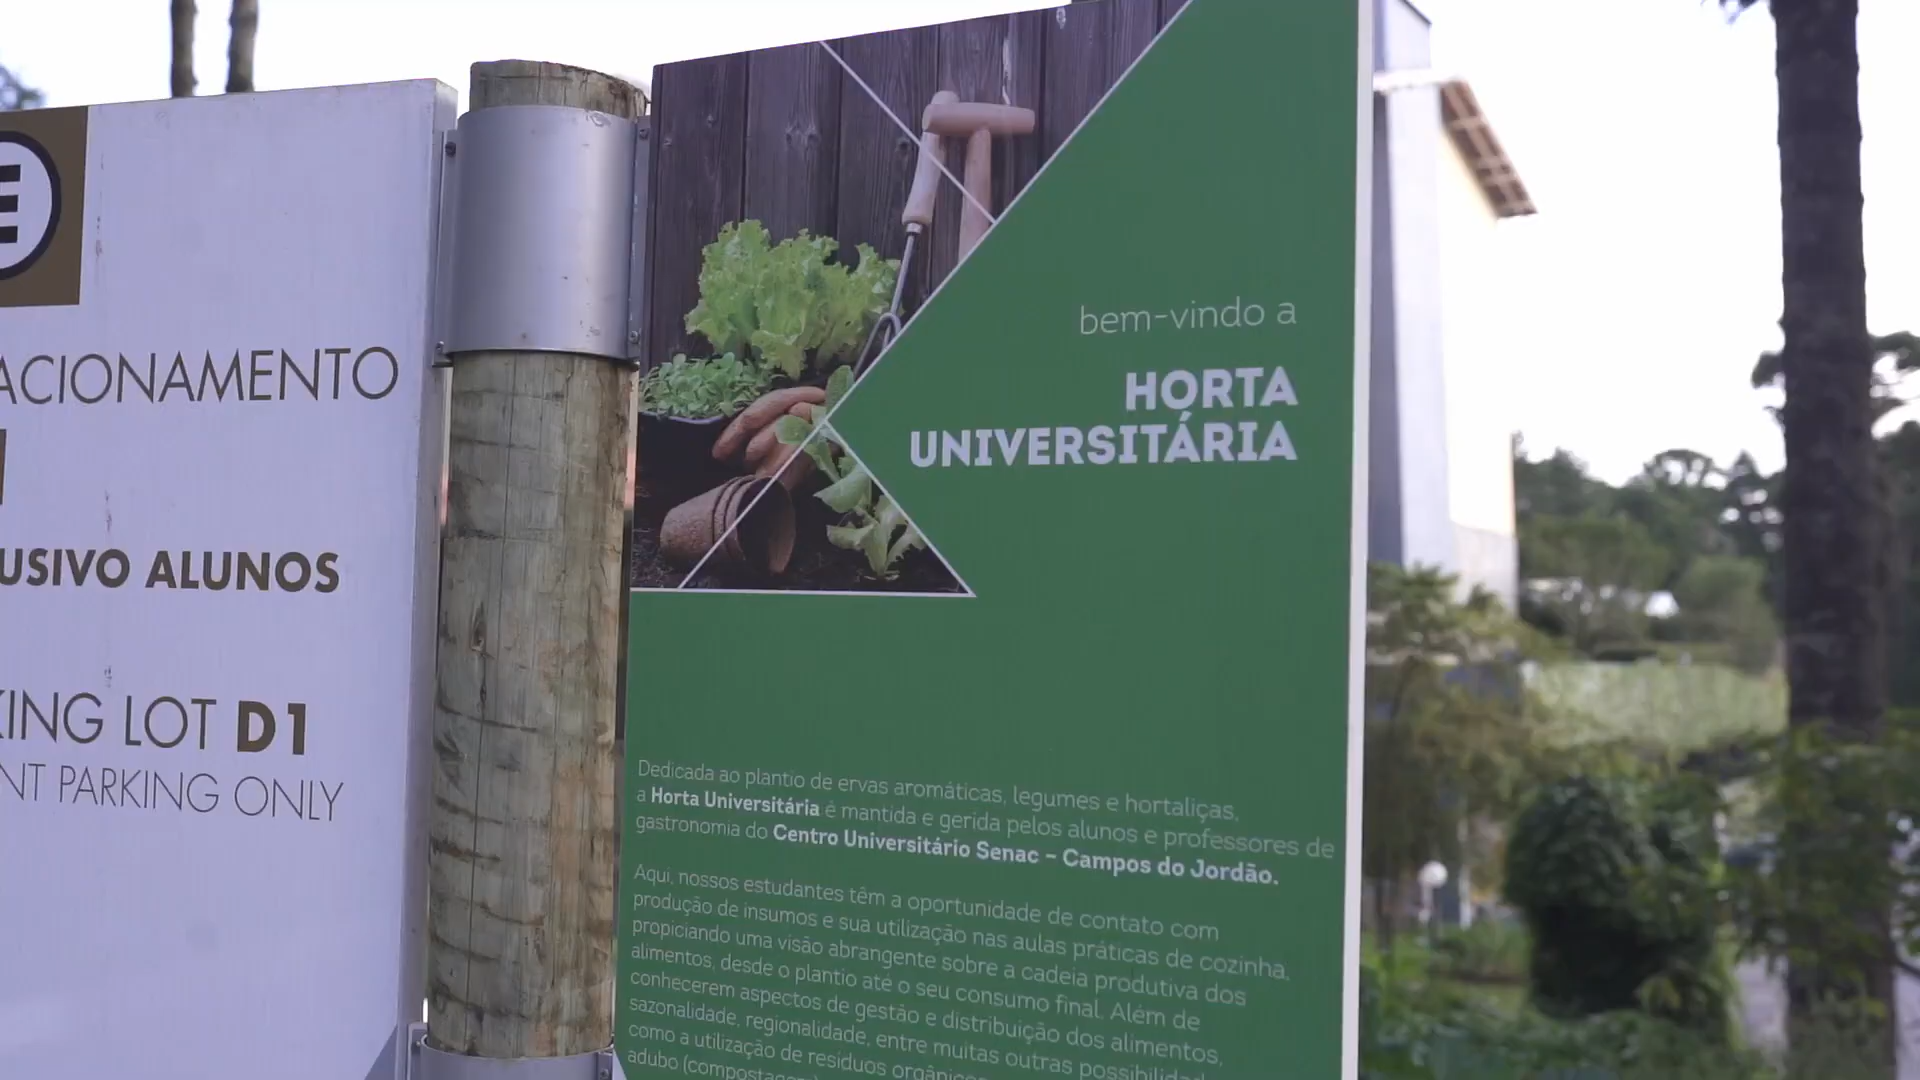 E
ACIONAMENTO
USIVO ALUNOS
KING LOT D1
NT PARKING ONLY
bem-vindo a
HORTA
UNIVERSITÁRIA
Dedicada ao plantio de ervas aromáticas, legumes e hortaliças,
a Horta Universitária é mantida e gerida pelos alunos e professores de
gastronomia do Centro Universitário Senac – Campos do Jordão.
Aqui, nossos estudantes têm a oportunidade de contato com
produção de insumos e sua utilização nas aulas práticas de cozinha,
propiciando uma visão abrangente sobre a cadeia produtiva dos
alimentos, desde o plantio até o seu consumo final. Além de
conhecerem aspectos de gestão e distribuição dos alimentos,
sazonalidade, regionalidade, entre muitas outras
como a utilização de resíduos
adubo